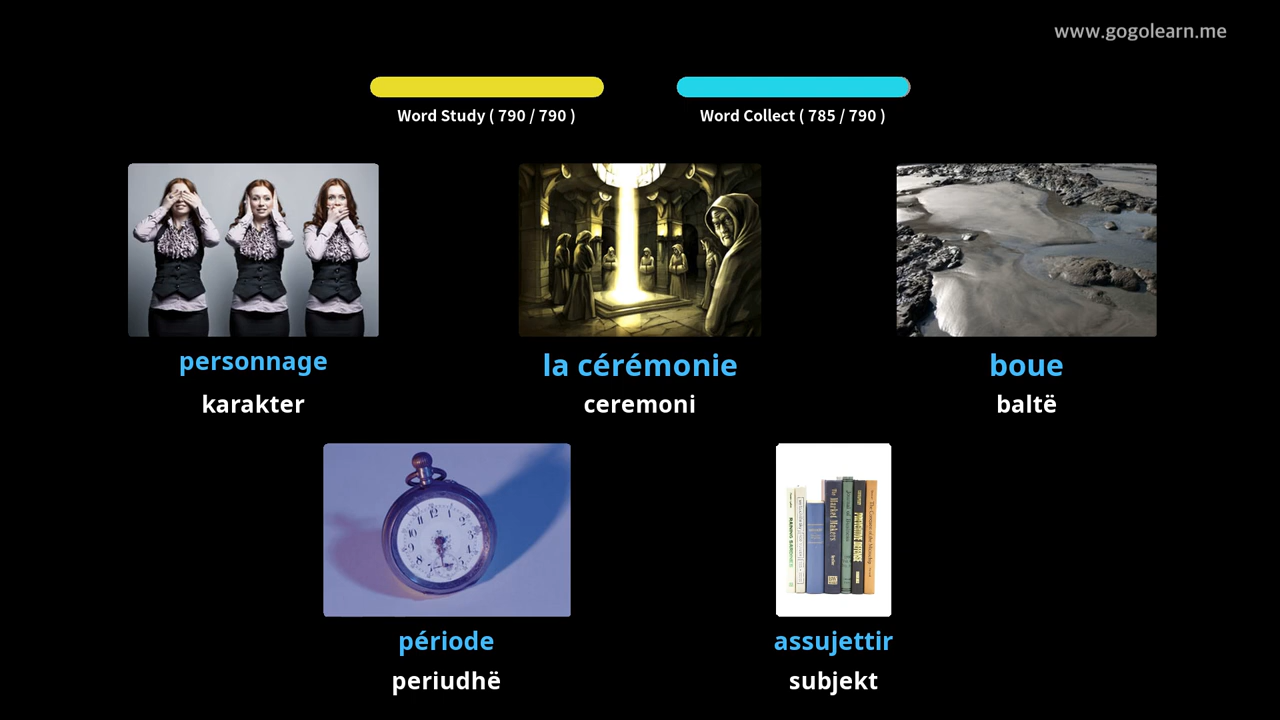 www.gogolearn.me
Word Study ( 790 / 790 )
Word Collect ( 785 / 790 )
personnage
la cérémonie
boue
karakter
ceremoni
baltë
période
assujettir
periudhë
subjekt